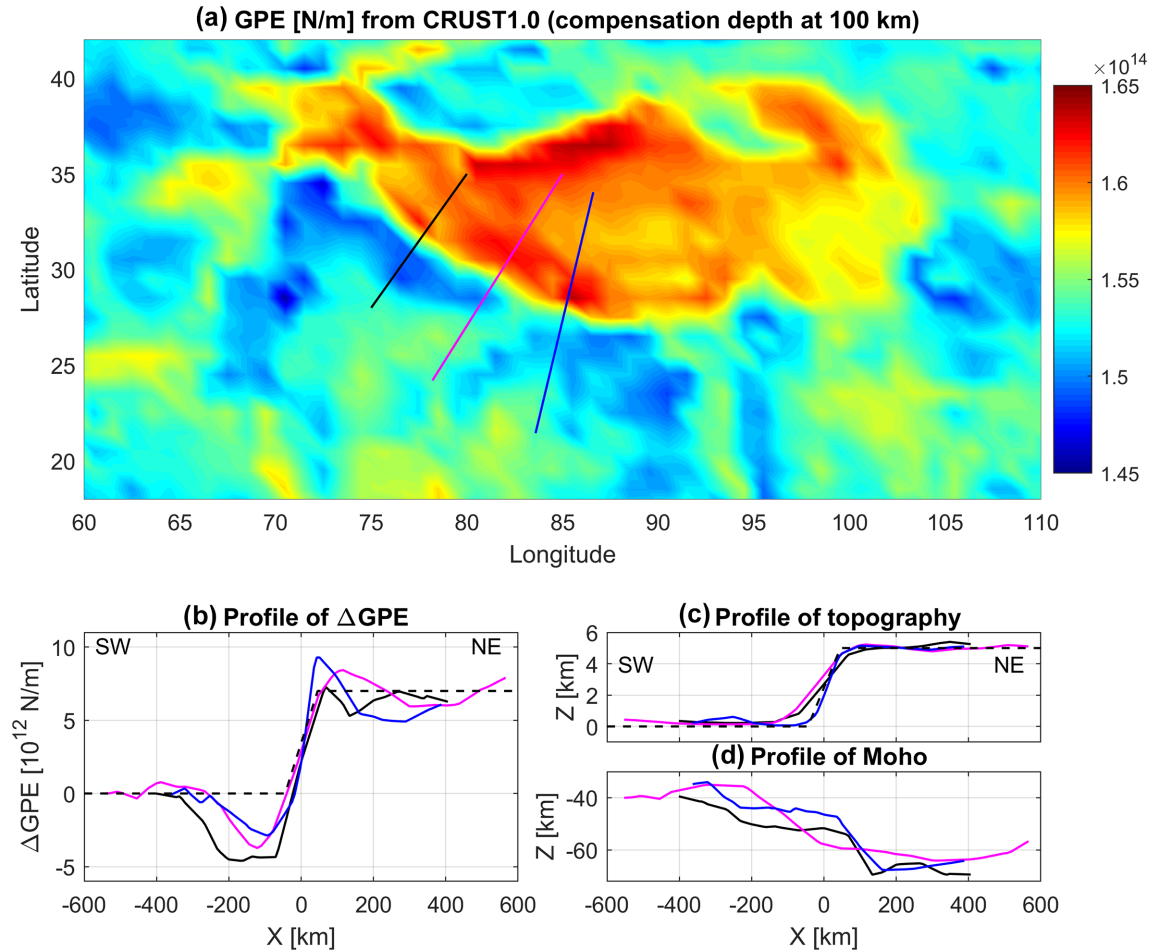 (a) GPE [N/m] from CRUST1.0 (compensation depth at 100 km)
×10^14
40
35
30
25
20
Latitude
60 65 70 75 80 85 90 95 100 105 110
Longitude
1.65
1.6
1.55
1.5
1.45
(b) Profile of ΔGPE
SW NE
10
5
0
-5
ΔGPE [10^12 N/m]
-600 -400 -200 0 200 400 600
X [km]
(c) Profile of topography
SW NE
6
4
2
0
Z [km]
(d) Profile of Moho
-40
-60
Z [km]
-600 -400 -200 0 200 400 600
X [km]